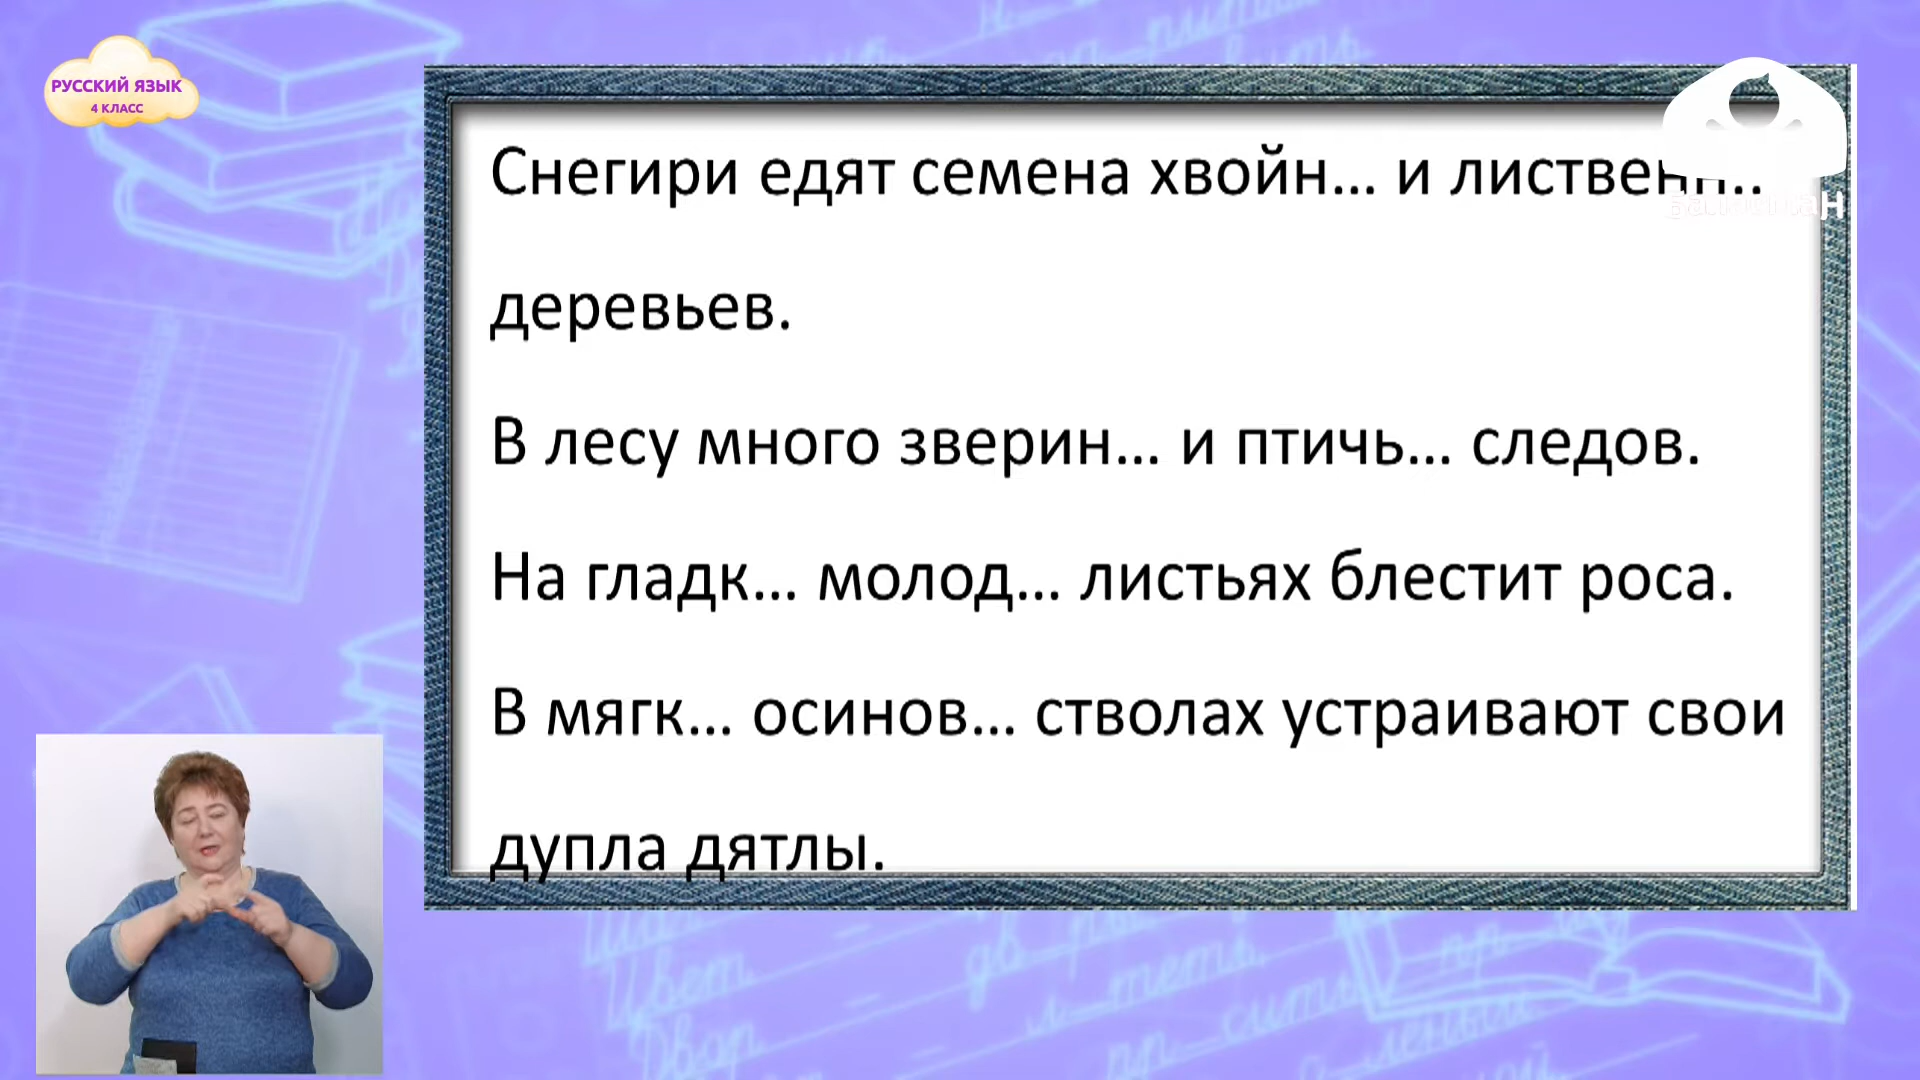 РУССКИЙ ЯЗЫК
4 КЛАСС
Снегири едят семена хвойн... и лиственн..
деревьев.
В лесу много зверин... и птичь... следов.
На гладк... молод... листьях блестит роса.
В мягк... осинов... стволах устраивают свои
дупла дятлы.